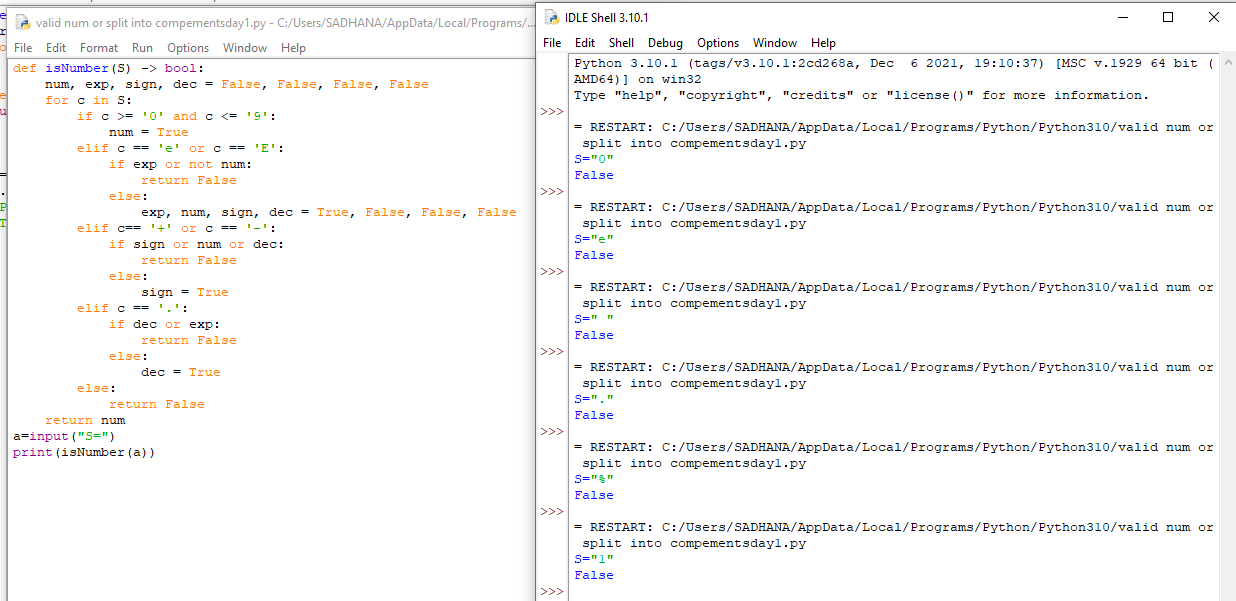 valid num or split into compementsday1.py - C:/Users/SADHANA/AppData/Local/Programs/...
File Edit Format Run Options Window Help
def isNumber(S) -> bool:
    num, exp, sign, dec = False, False, False, False
    for c in S:
        if c >= '0' and c <= '9':
            num = True
        elif c == 'e' or c == 'E':
            if exp or not num:
                return False
            else:
                exp, num, sign, dec = True, False, False, False
        elif c== '+' or c == '-':
            if sign or num or dec:
                return False
            else:
                sign = True
        elif c == '.':
            if dec or exp:
                return False
            else:
                dec = True
        else:
            return False
    return num
a=input("S=")
print(isNumber(a))
IDLE Shell 3.10.1
File Edit Shell Debug Options Window Help
Python 3.10.1 (tags/v3.10.1:2cd268a, Dec  6 2021, 19:10:37) [MSC v.1929 64 bit (
AMD64)] on win32
Type "help", "copyright", "credits" or "license()" for more information.
>>>
= RESTART: C:/Users/SADHANA/AppData/Local/Programs/Python/Python310/valid num or
 split into compementsday1.py
S="0"
False
>>>
= RESTART: C:/Users/SADHANA/AppData/Local/Programs/Python/Python310/valid num or
 split into compementsday1.py
S="e"
False
>>>
= RESTART: C:/Users/SADHANA/AppData/Local/Programs/Python/Python310/valid num or
 split into compementsday1.py
S=" "
False
>>>
= RESTART: C:/Users/SADHANA/AppData/Local/Programs/Python/Python310/valid num or
 split into compementsday1.py
S="."
False
>>>
= RESTART: C:/Users/SADHANA/AppData/Local/Programs/Python/Python310/valid num or
 split into compementsday1.py
S="%"
False
>>>
= RESTART: C:/Users/SADHANA/AppData/Local/Programs/Python/Python310/valid num or
 split into compementsday1.py
S="1"
False
>>>